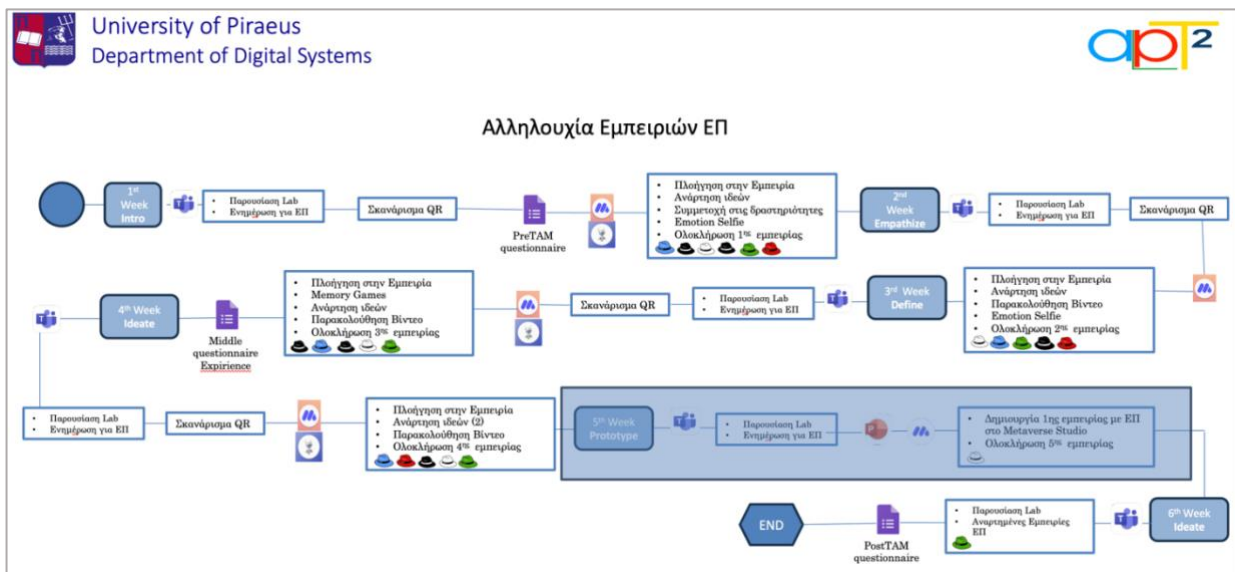 University of Piraeus
Department of Digital Systems
apT2
Αλληλουχία Εμπειριών ΕΠ
1st
Week
Intro
• Παρουσίαση Lab
• Ενημέρωση για ΕΠ
Σκανάρισμα QR
PreTAM
questionnaire
• Πλοήγηση στην Εμπειρία
• Ανάρτηση ιδεών
• Συμμετοχή στις δραστηριότητες
• Emotion Selfie
• Ολοκλήρωση 1ης εμπειρίας
2nd
Week
Empathize
• Παρουσίαση Lab
• Ενημέρωση για ΕΠ
Σκανάρισμα QR
• Πλοήγηση στην Εμπειρία
• Ανάρτηση ιδεών
• Παρακολούθηση Βίντεο
• Emotion Selfie
• Ολοκλήρωση 2ης εμπειρίας
3rd Week
Define
• Παρουσίαση Lab
• Ενημέρωση για ΕΠ
Σκανάρισμα QR
• Πλοήγηση στην Εμπειρία
• Memory Games
• Ανάρτηση ιδεών
• Παρακολούθηση Βίντεο
• Ολοκλήρωση 3ης εμπειρίας
Middle
questionnaire
Expirience
4th Week
Ideate
• Παρουσίαση Lab
• Ενημέρωση για ΕΠ
Σκανάρισμα QR
• Πλοήγηση στην Εμπειρία
• Ανάρτηση ιδεών (2)
• Παρακολούθηση Βίντεο
• Ολοκλήρωση 4ης εμπειρίας
5th Week
Prototype
• Παρουσίαση Lab
• Ενημέρωση για ΕΠ
• Δημιουργία 1ης εμπειρίας με ΕΠ
στο Metaverse Studio
• Ολοκλήρωση 5ης εμπειρίας
6th Week
Ideate
• Παρουσίαση Lab
• Αναρτημένες Εμπειρίες
ΕΠ
PostTAM
questionnaire
END